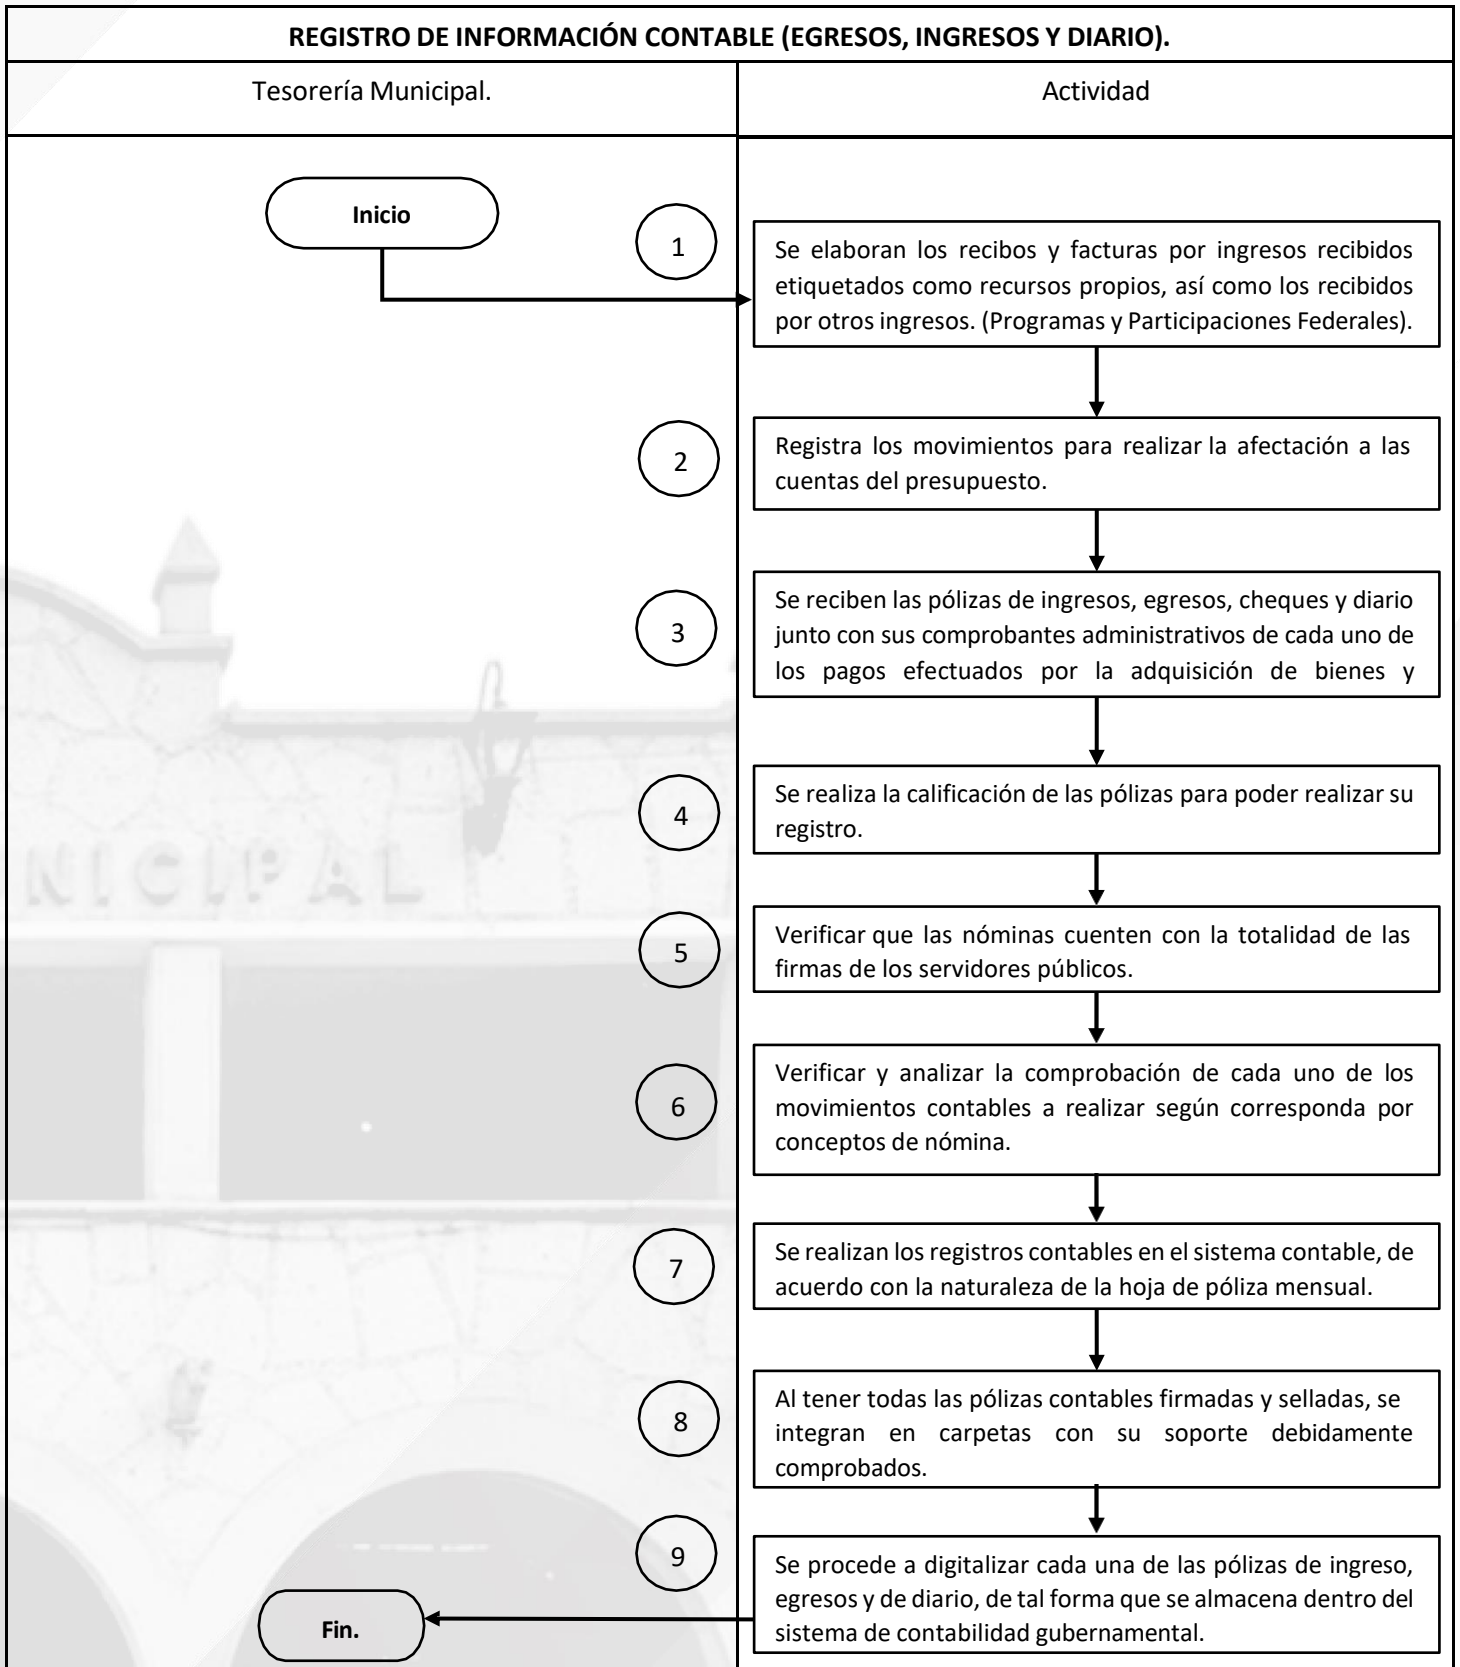 REGISTRO DE INFORMACIÓN CONTABLE (EGRESOS, INGRESOS Y DIARIO).
Tesorería Municipal.
Actividad
Inicio
1
Se elaboran los recibos y facturas por ingresos recibidos
etiquetados como recursos propios, así como los recibidos
por otros ingresos. (Programas y Participaciones Federales).
2
Registra los movimientos para realizar la afectación a las
cuentas del presupuesto.
3
Se reciben las pólizas de ingresos, egresos, cheques y diario
junto con sus comprobantes administrativos de cada uno de
los pagos efectuados por la adquisición de bienes y
4
Se realiza la calificación de las pólizas para poder realizar su
registro.
NICIPAL
5
Verificar que las nóminas cuenten con la totalidad de las
firmas de los servidores públicos.
6
Verificar y analizar la comprobación de cada uno de los
movimientos contables a realizar según corresponda por
conceptos de nómina.
7
Se realizan los registros contables en el sistema contable, de
acuerdo con la naturaleza de la hoja de póliza mensual.
8
Al tener todas las pólizas contables firmadas y selladas, se
integran en carpetas con su soporte debidamente
comprobados.
9
Se procede a digitalizar cada una de las pólizas de ingreso,
egresos y de diario, de tal forma que se almacena dentro del
sistema de contabilidad gubernamental.
Fin.